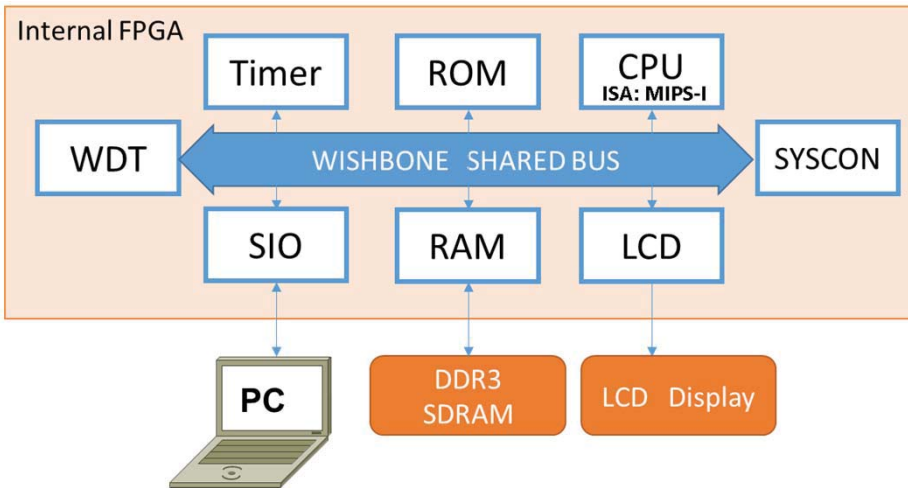 Internal FPGA
Timer
ROM
CPU
ISA: MIPS-I
WDT
WISHBONE SHARED BUS
SYSCON
SIO
RAM
LCD
PC
DDR3
SDRAM
LCD Display